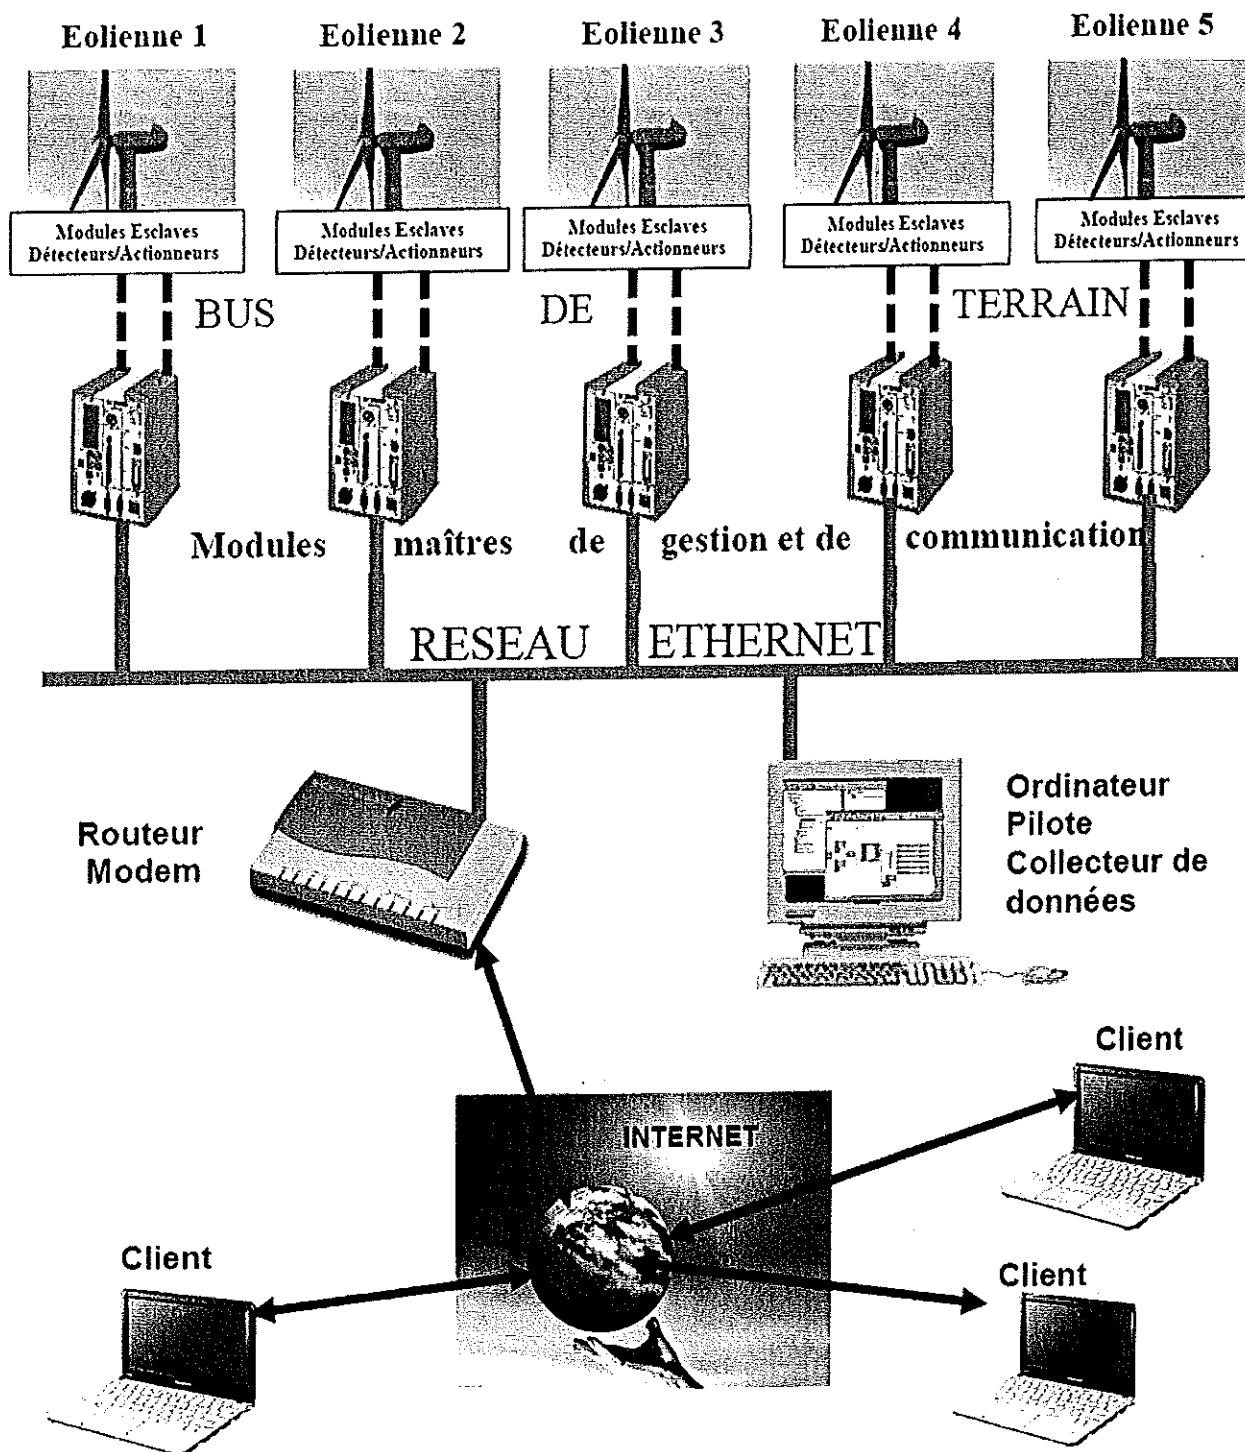 Eolienne 1
Eolienne 2
Eolienne 3
Eolienne 4
Eolienne 5
Modules Esclaves
Détecteurs/Actionneurs
Modules Esclaves
Détecteurs/Actionneurs
Modules Esclaves
Détecteurs/Actionneurs
Modules Esclaves
Détecteurs/Actionneurs
Modules Esclaves
Détecteurs/Actionneurs
BUS DE TERRAIN
Modules maîtres de gestion et de communication
RESEAU ETHERNET
Routeur
Modem
Ordinateur
Pilote
Collecteur de
données
Client
INTERNET
Client
Client